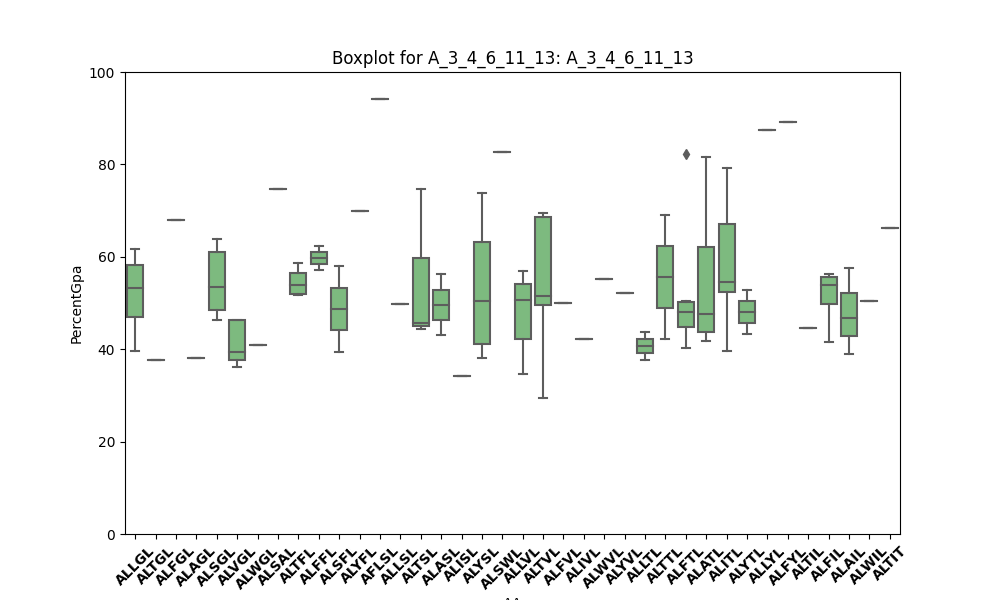 Boxplot for A_3_4_6_11_13: A_3_4_6_11_13
100
80
60
40
20
0
PercentGpa
ALLGL
ALTGL
ALFGL
ALAGL
ALSGL
ALVGL
ALWGL
ALSAL
ALTFL
ALFFL
ALSFL
ALYFL
AFLSL
ALLSL
ALTSL
ALASL
ALISL
ALYSL
ALSWL
ALLVL
ALTVL
ALFVL
ALIVL
ALWVL
ALYVL
ALLTL
ALTTL
ALFTL
ALATL
ALITL
ALYTL
ALLYL
ALFYL
ALTIL
ALFIL
ALAIL
ALWIL
ALTIT